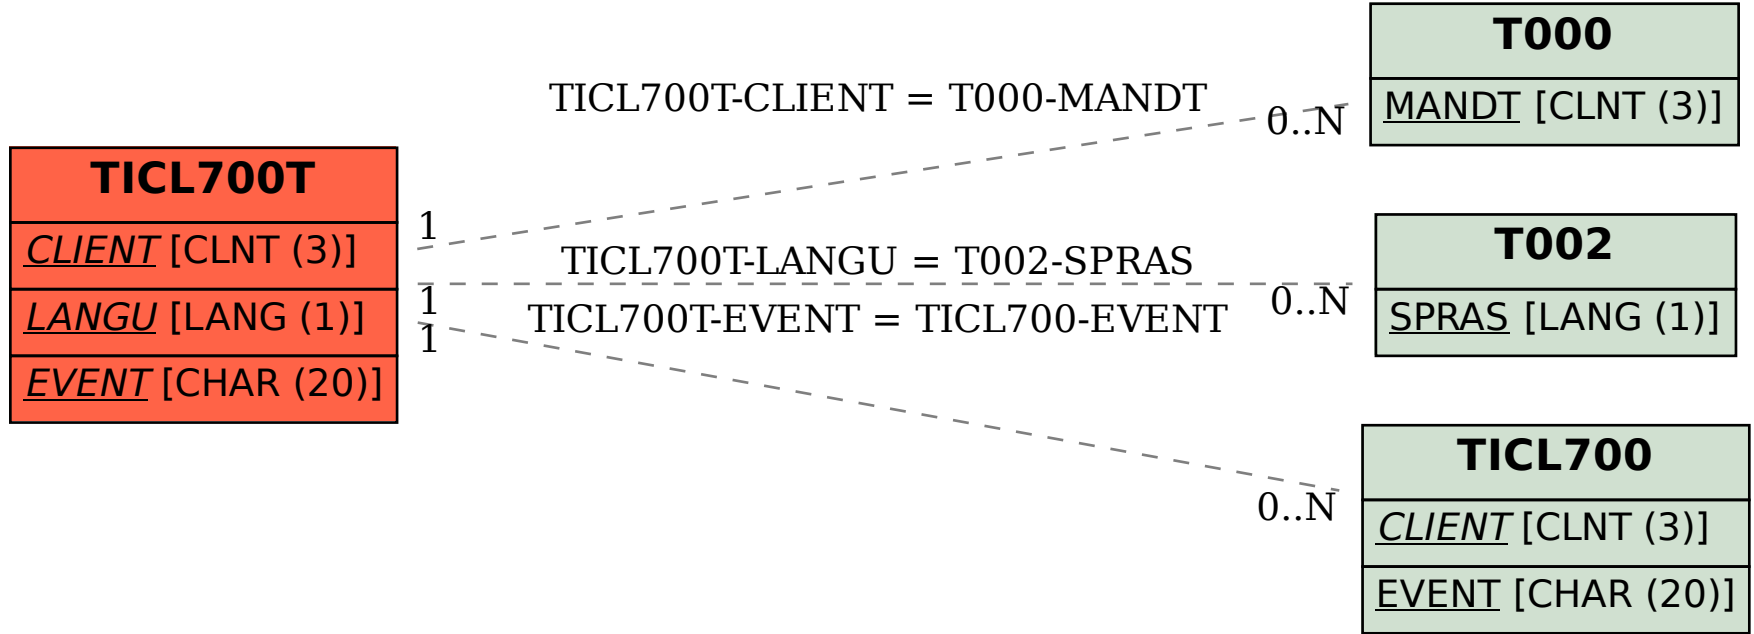 TICL700T
CLIENT [CLNT (3)]
LANGU [LANG (1)]
EVENT [CHAR (20)]
TICL700T-CLIENT = T000-MANDT
1
0..N
TICL700T-LANGU = T002-SPRAS
1
0..N
TICL700T-EVENT = TICL700-EVENT
1
0..N
T000
MANDT [CLNT (3)]
T002
SPRAS [LANG (1)]
TICL700
CLIENT [CLNT (3)]
EVENT [CHAR (20)]